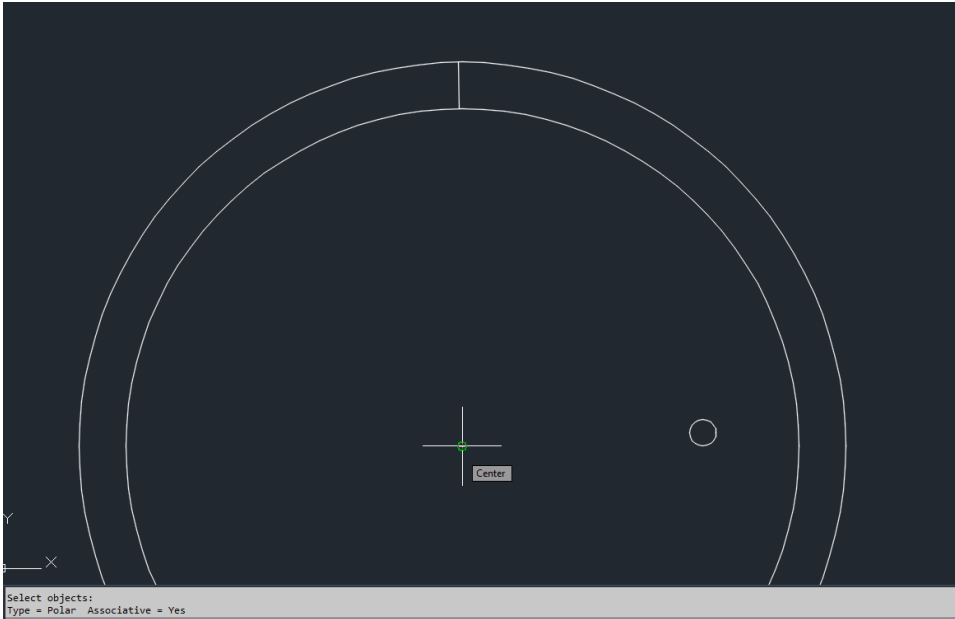 Center
Y
X
Select objects:
Type = Polar  Associative = Yes